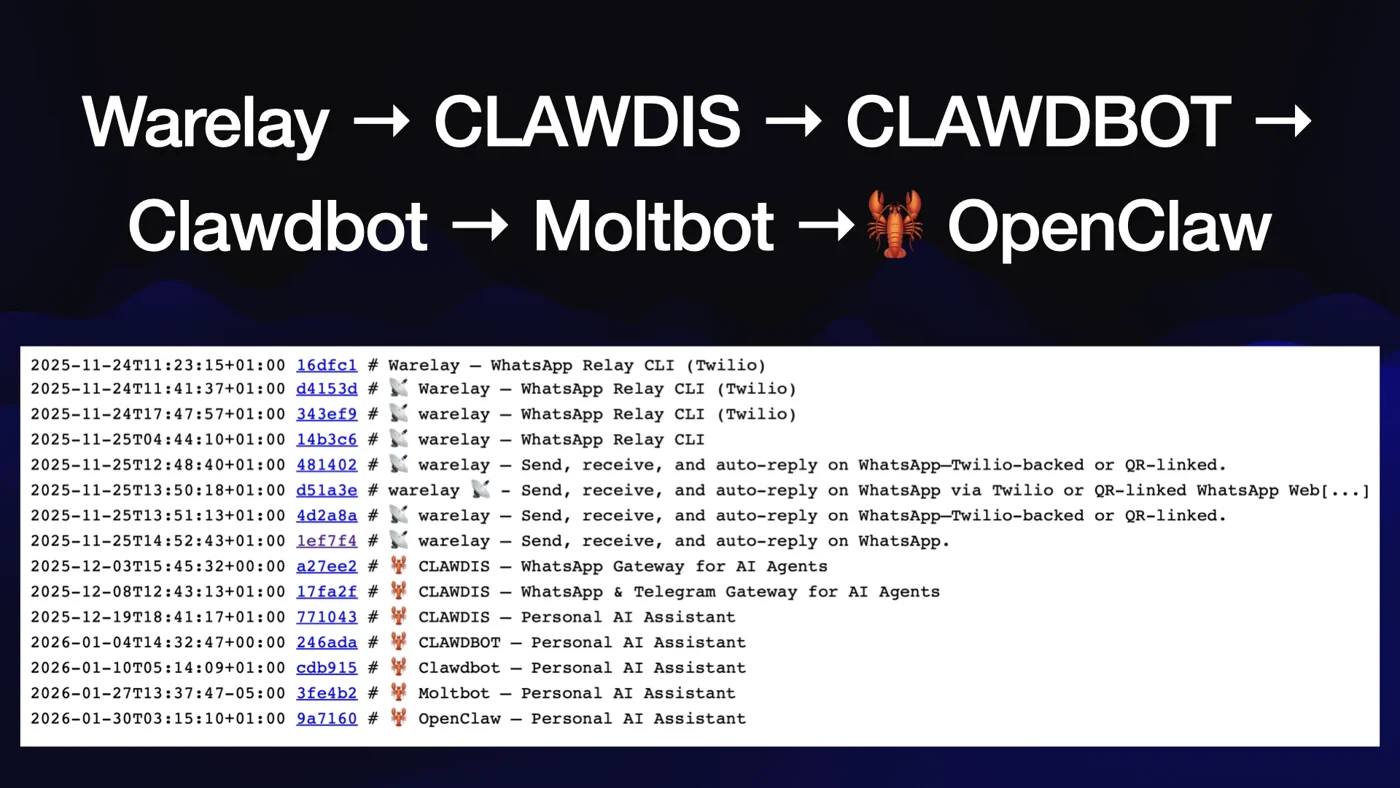 Warelay → CLAWDIS → CLAWDBOT →
Clawdbot → Moltbot →🦞 OpenClaw
2025-11-24T11:23:15+01:00 16dfc1 # Warelay — WhatsApp Relay CLI (Twilio)
2025-11-24T11:41:37+01:00 d4153d # 📡 Warelay — WhatsApp Relay CLI (Twilio)
2025-11-24T17:47:57+01:00 343ef9 # 📡 warelay — WhatsApp Relay CLI (Twilio)
2025-11-25T04:44:10+01:00 14b3c6 # 📡 warelay — WhatsApp Relay CLI
2025-11-25T12:48:40+01:00 481402 # 📡 warelay — Send, receive, and auto-reply on WhatsApp—Twilio-backed or QR-linked.
2025-11-25T13:50:18+01:00 d51a3e # warelay 📡 - Send, receive, and auto-reply on WhatsApp via Twilio or QR-linked WhatsApp Web[...]
2025-11-25T13:51:13+01:00 4d2a8a # 📡 warelay — Send, receive, and auto-reply on WhatsApp—Twilio-backed or QR-linked.
2025-11-25T14:52:43+01:00 1ef7f4 # 📡 warelay — Send, receive, and auto-reply on WhatsApp.
2025-12-03T15:45:32+00:00 a27ee2 # 🦞 CLAWDIS — WhatsApp Gateway for AI Agents
2025-12-08T12:43:13+01:00 17fa2f # 🦞 CLAWDIS — WhatsApp & Telegram Gateway for AI Agents
2025-12-19T18:41:17+01:00 771043 # 🦞 CLAWDIS — Personal AI Assistant
2026-01-04T14:32:47+00:00 246ada # 🦞 CLAWDBOT — Personal AI Assistant
2026-01-10T05:14:09+01:00 cdb915 # 🦞 Clawdbot — Personal AI Assistant
2026-01-27T13:37:47-05:00 3fe4b2 # 🦞 Moltbot — Personal AI Assistant
2026-01-30T03:15:10+01:00 9a7160 # 🦞 OpenClaw — Personal AI Assistant